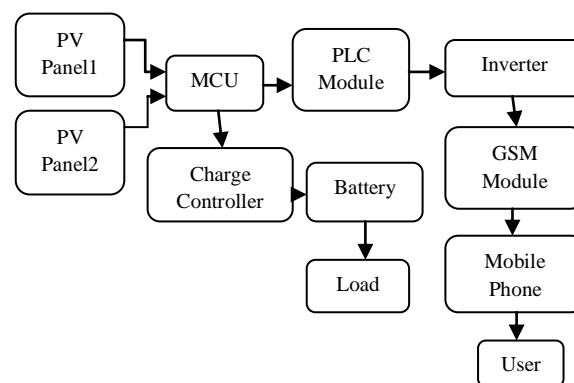 PV
Panel1
PV
Panel2
MCU
PLC
Module
Inverter
Charge
Controller
Battery
Load
GSM
Module
Mobile
Phone
User